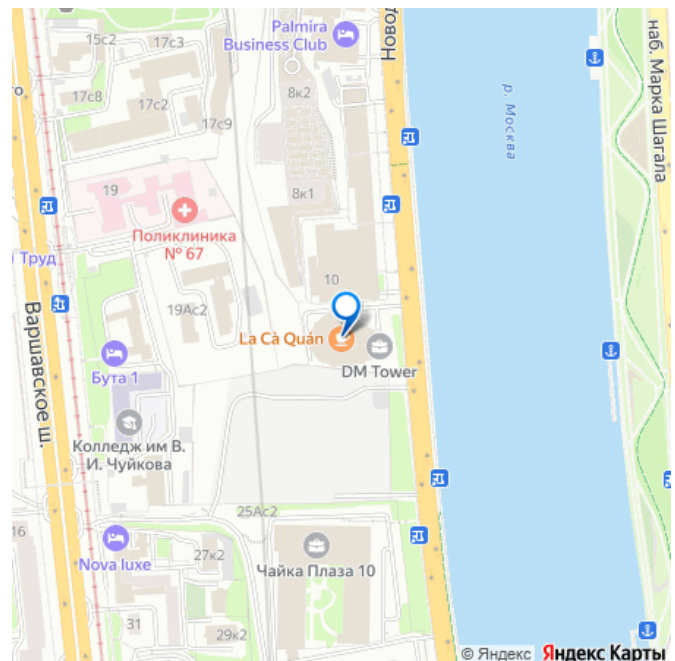 Palmira
Business Club
15с2
17с3
8к2
17с8
17с9
Новод
р. Москва
наб. Марка Шагала
19
8к1
Поликлиника
№ 67
Труд
10
19Ас2
La Cà Quán
DM Tower
Варшавское ш.
Бута 1
Колледж им В.
И. Чуйкова
25Ас2
16
Nova luxe
27к2
Чайка Плаза 10
31
29к2
© Яндекс Яндекс Карты